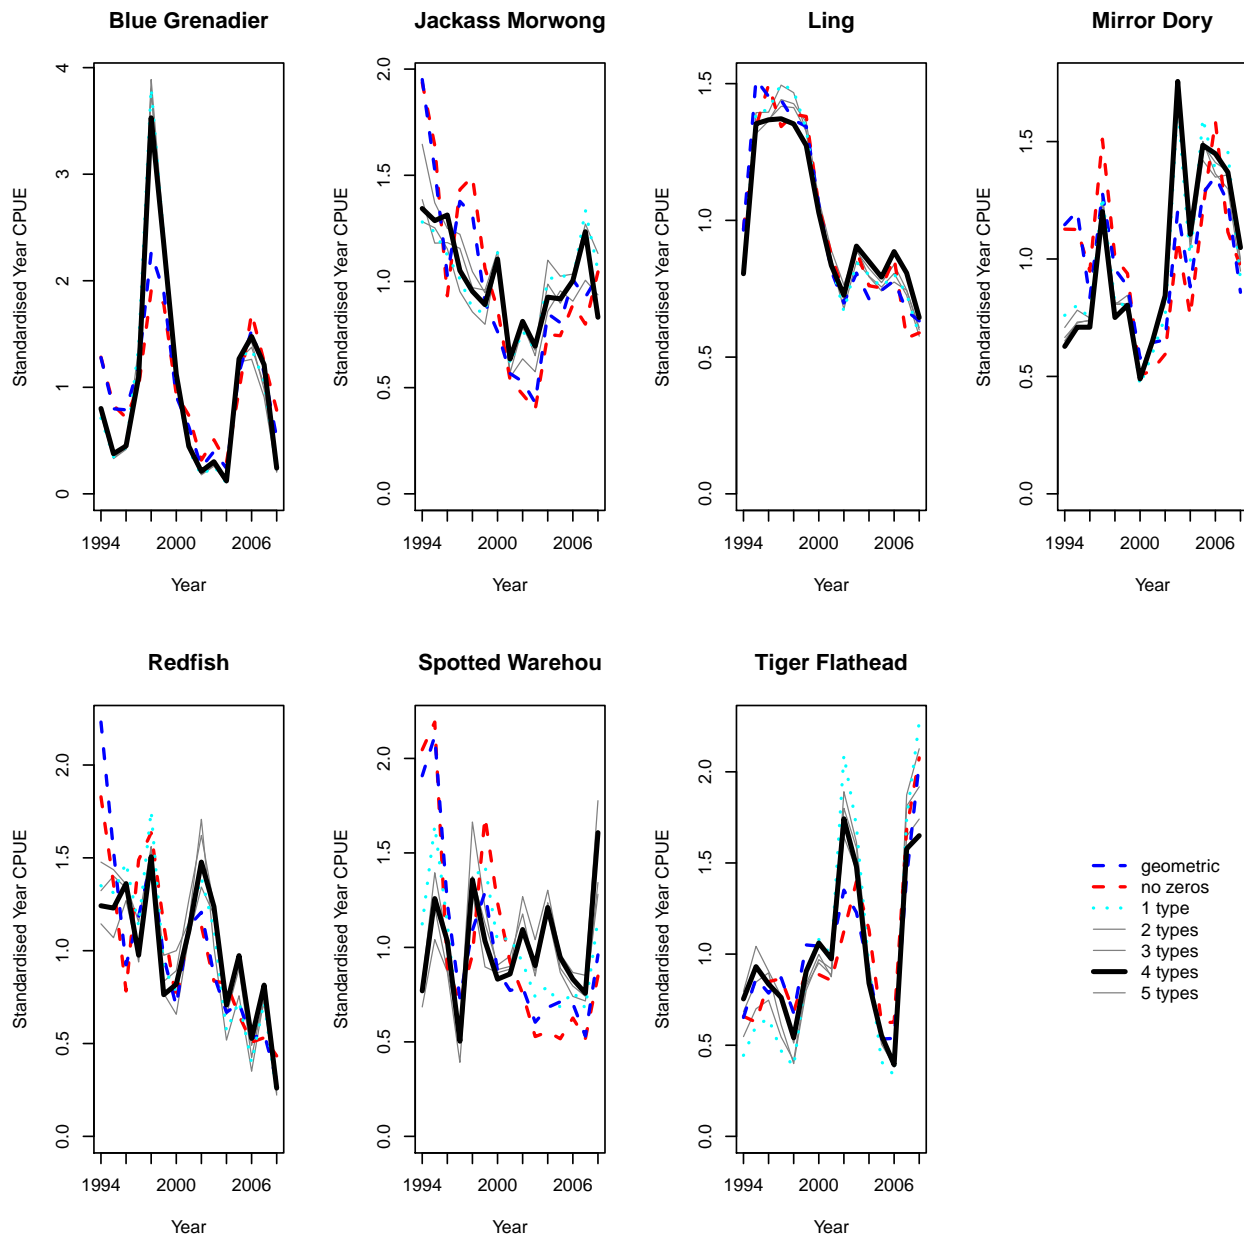 Blue Grenadier
Jackass Morwong
Ling
Mirror Dory
Standardised Year CPUE
0 1 2 3 4
1994 2000 2006
Year
Standardised Year CPUE
0.0 0.5 1.0 1.5 2.0
1994 2000 2006
Year
Standardised Year CPUE
0.0 0.5 1.0 1.5
1994 2000 2006
Year
Standardised Year CPUE
0.0 0.5 1.0 1.5
1994 2000 2006
Year
Redfish
Spotted Warehou
Tiger Flathead
Standardised Year CPUE
0.0 0.5 1.0 1.5 2.0
1994 2000 2006
Year
Standardised Year CPUE
0.0 0.5 1.0 1.5 2.0
1994 2000 2006
Year
Standardised Year CPUE
0.0 0.5 1.0 1.5 2.0
1994 2000 2006
Year
geometric
no zeros
1 type
2 types
3 types
4 types
5 types